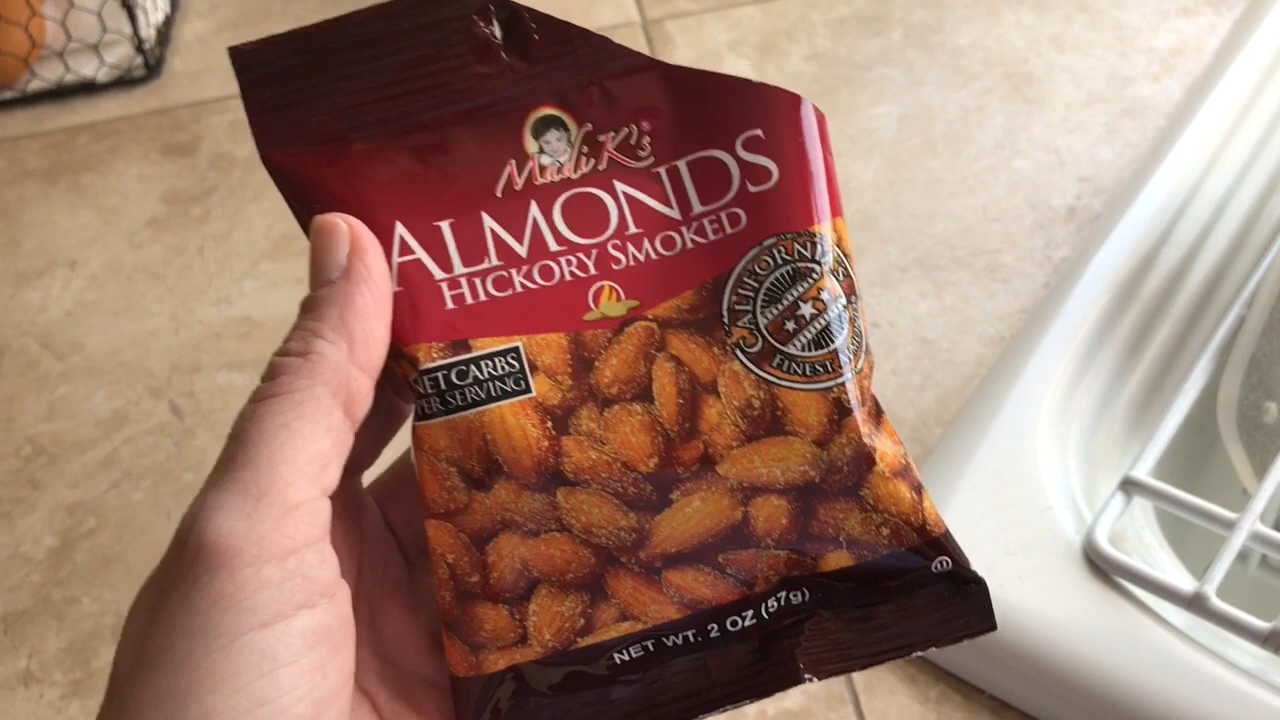 Madi K's
ALMONDS
HICKORY SMOKED
CALIFORNIA'S
FINEST
NET CARBS
PER SERVING
NET WT. 2 OZ (57g)
U